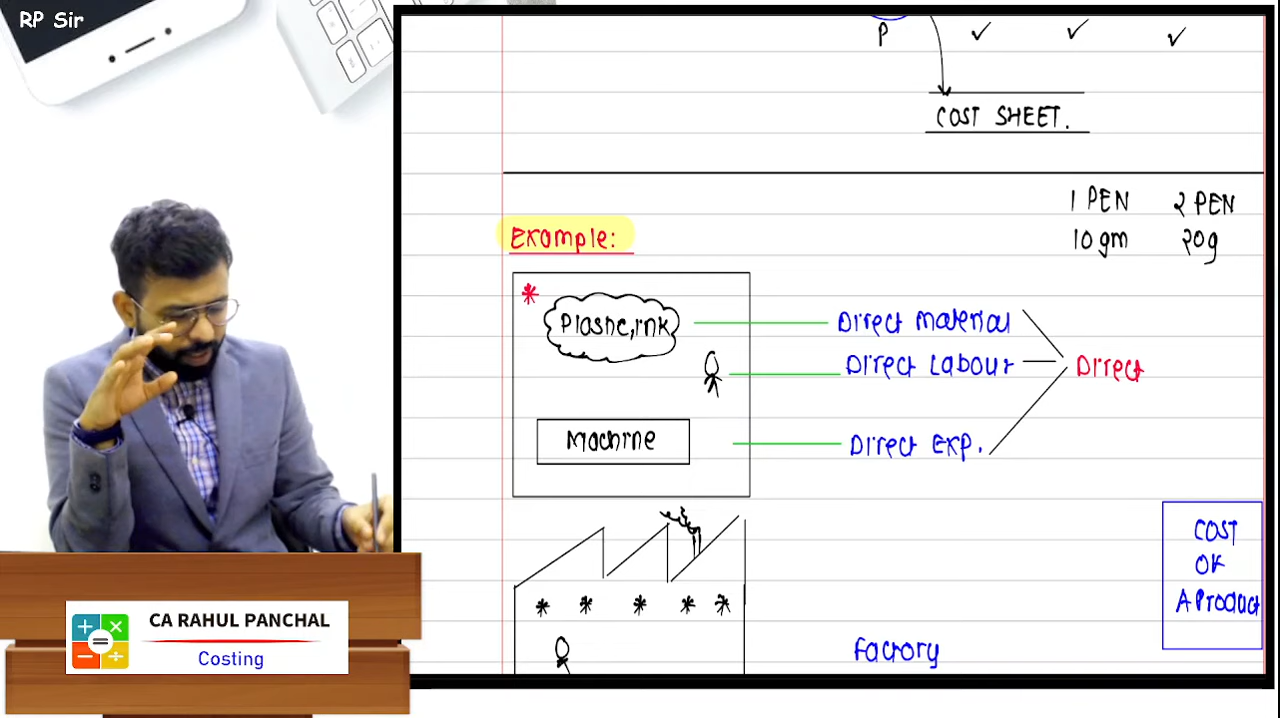 RP Sir
P
COST SHEET.
1 PEN 2 PEN
10 gm 20g
Example:
Plastic, ink
Direct Material
Direct Labour
Direct
Machine
Direct Exp.
COST
OF
A Product
Factory
CA RAHUL PANCHAL
Costing